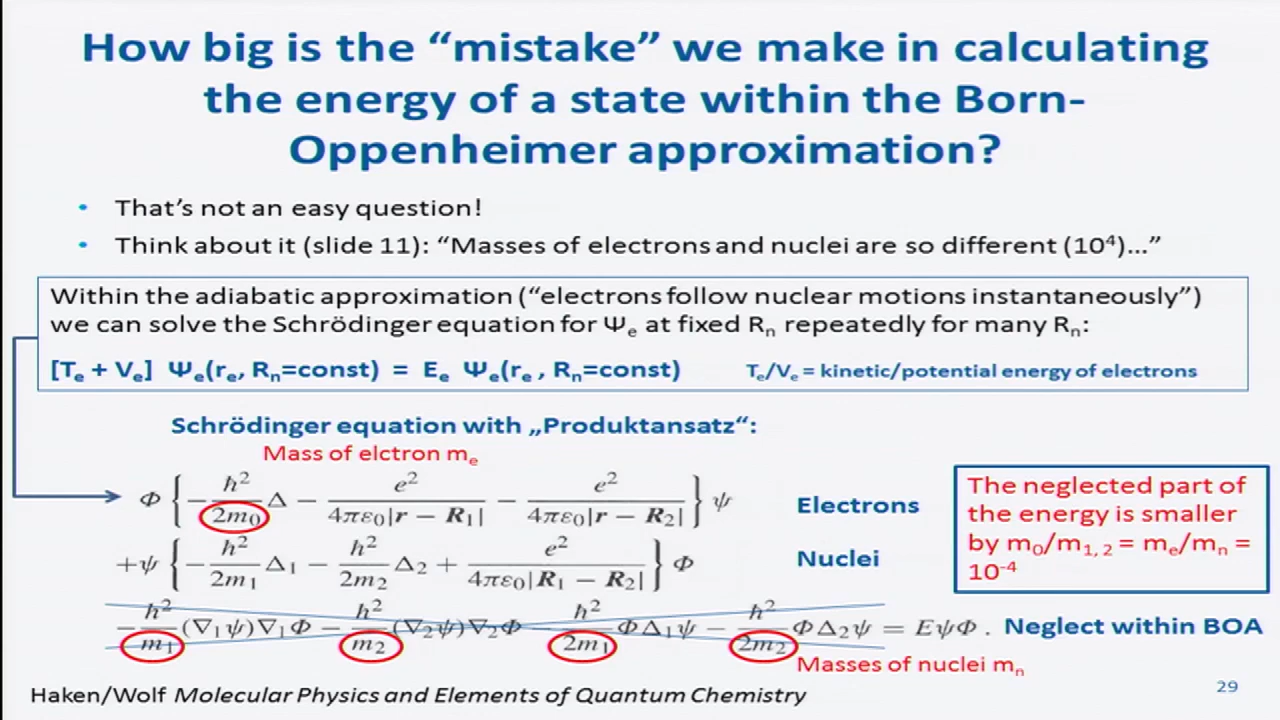 How big is the “mistake” we make in calculating
the energy of a state within the Born-
Oppenheimer approximation?
• That’s not an easy question!
• Think about it (slide 11): “Masses of electrons and nuclei are so different (10⁴)…”
Within the adiabatic approximation (“electrons follow nuclear motions instantaneously”)
we can solve the Schrödinger equation for Ψₑ at fixed Rₙ repeatedly for many Rₙ:
[Tₑ + Vₑ] Ψₑ(rₑ, Rₙ=const) = Eₑ Ψₑ(rₑ , Rₙ=const) Tₑ/Vₑ = kinetic/potential energy of electrons
Schrödinger equation with „Produktansatz“:
Mass of elctron mₑ
Φ { − ħ²/2m₀ Δ − e²/4πε₀|r − R₁| − e²/4πε₀|r − R₂| } ψ Electrons
+ψ { − ħ²/2m₁ Δ₁ − ħ²/2m₂ Δ₂ + e²/4πε₀|R₁ − R₂| } Φ Nuclei
− ħ²/m₁ (∇₁ψ)∇₁Φ − ħ²/m₂ (∇₂ψ)∇₂Φ − ħ²/2m₁ ΦΔ₁ψ − ħ²/2m₂ ΦΔ₂ψ = EψΦ . Neglect within BOA
Masses of nuclei mₙ
The neglected part of
the energy is smaller
by m₀/m₁,₂ = mₑ/mₙ =
10⁻⁴
Haken/Wolf Molecular Physics and Elements of Quantum Chemistry
29